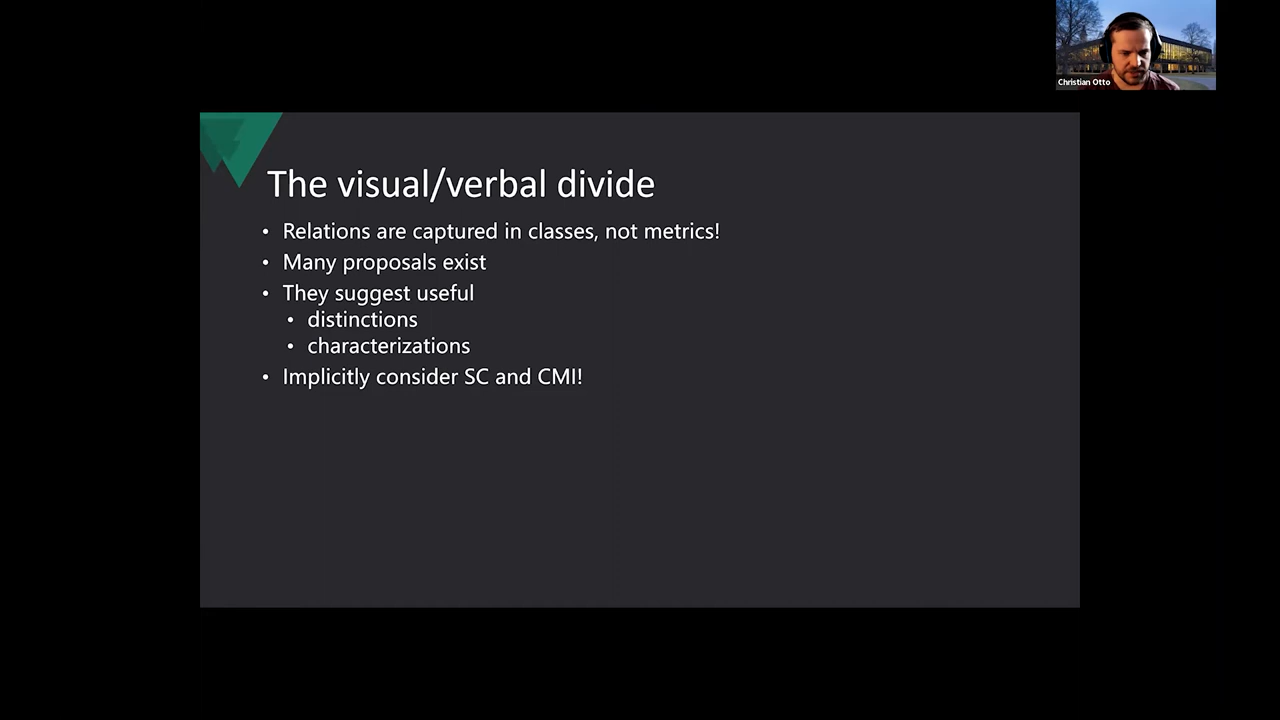 Christian Otto
The visual/verbal divide
• Relations are captured in classes, not metrics!
• Many proposals exist
• They suggest useful
• distinctions
• characterizations
• Implicitly consider SC and CMI!